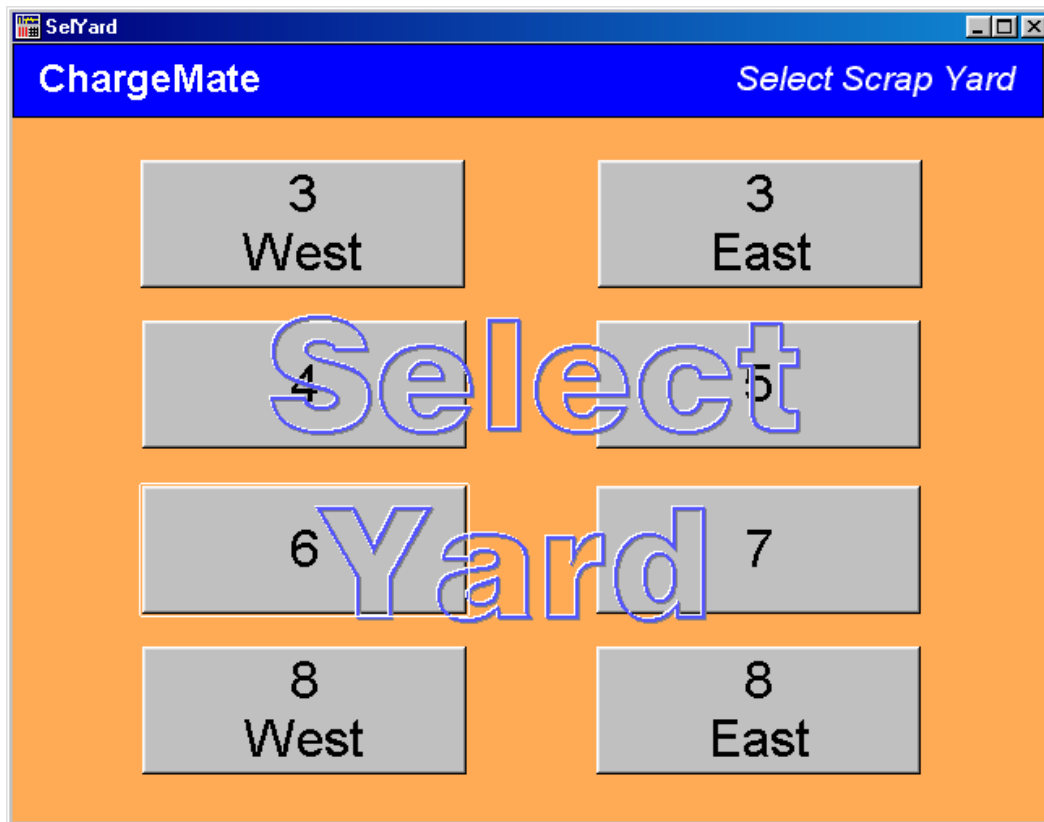 SelYard
ChargeMate
Select Scrap Yard
3
West
3
East
4
5
Select
6
7
Yard
8
West
8
East